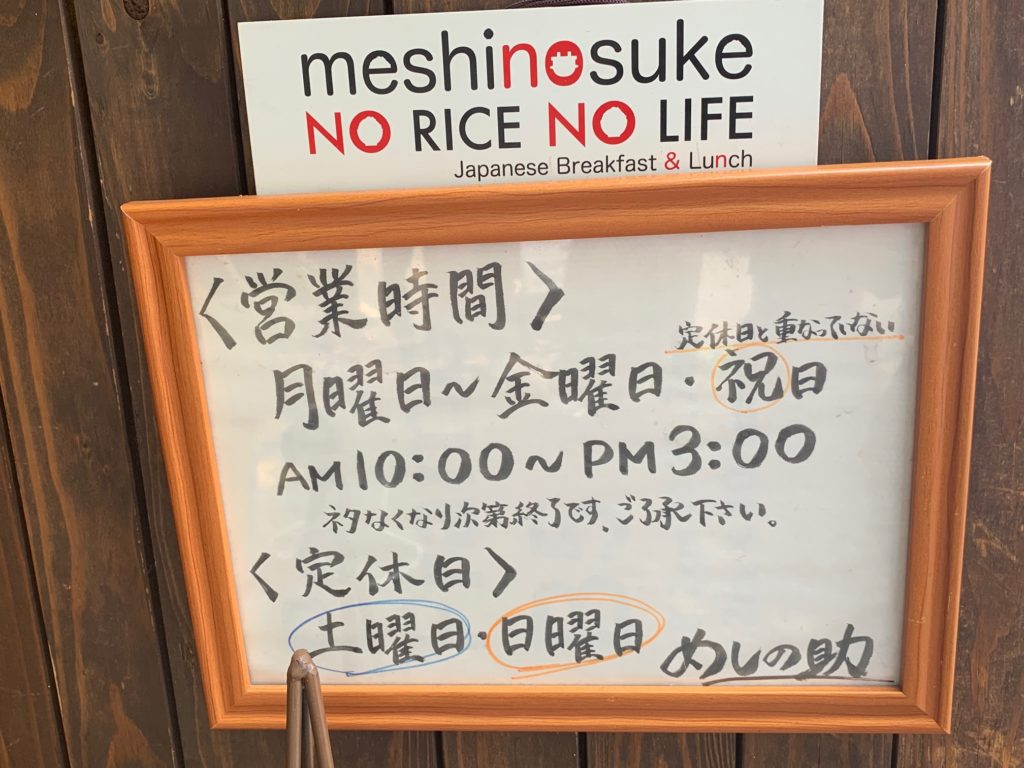 meshinosuke
NO RICE NO LIFE
Japanese Breakfast & Lunch
〈営業時間〉
定休日と重なっていない
月曜日〜金曜日・祝日
AM10:00〜PM3:00
ネタなくなり次第終了です、ご了承下さい。
〈定休日〉
土曜日・日曜日
めしの助